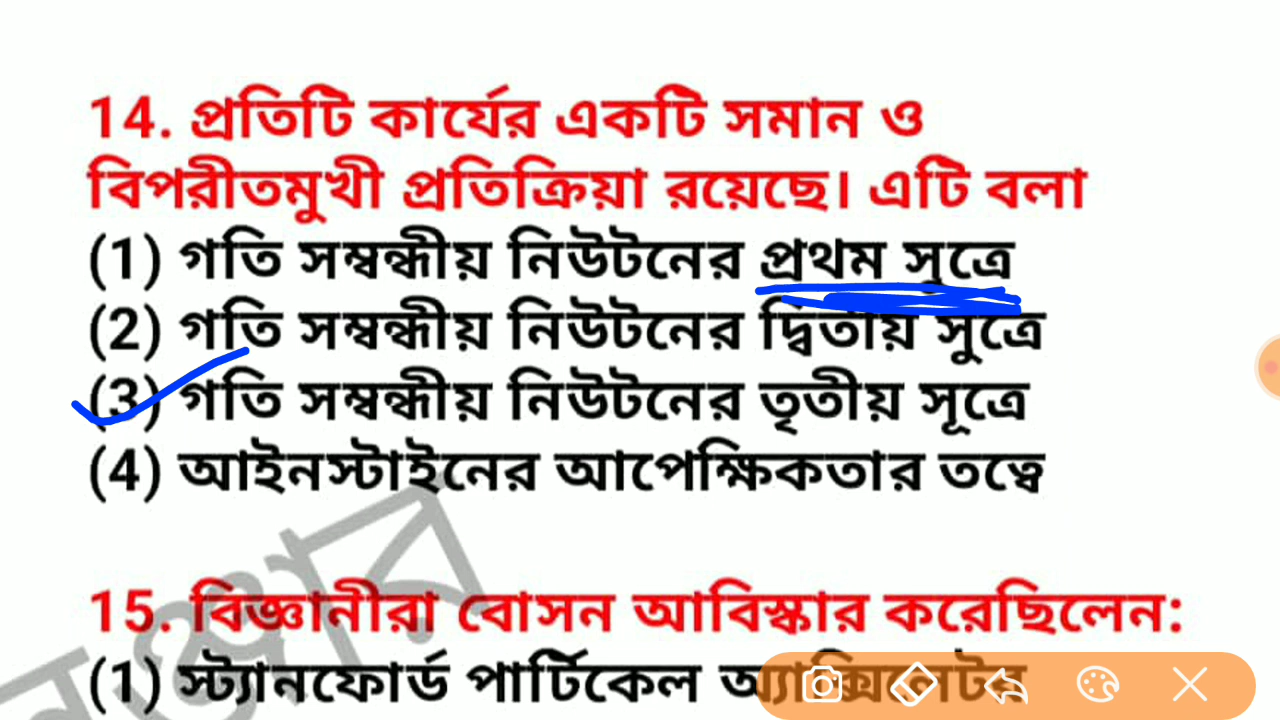 14. প্রতিটি কার্যের একটি সমান ও
বিপরীতমুখী প্রতিক্রিয়া রয়েছে। এটি বলা
(1) গতি সম্বন্ধীয় নিউটনের প্রথম সূত্রে
(2) গতি সম্বন্ধীয় নিউটনের দ্বিতীয় সুত্রে
(3) গতি সম্বন্ধীয় নিউটনের তৃতীয় সূত্রে
(4) আইনস্টাইনের আপেক্ষিকতার তত্বে
15. বিজ্ঞানীরা বোসন আবিস্কার করেছিলেন:
(1) স্ট্যানফোর্ড পার্টিকেল অ্যাক্সিলেটর